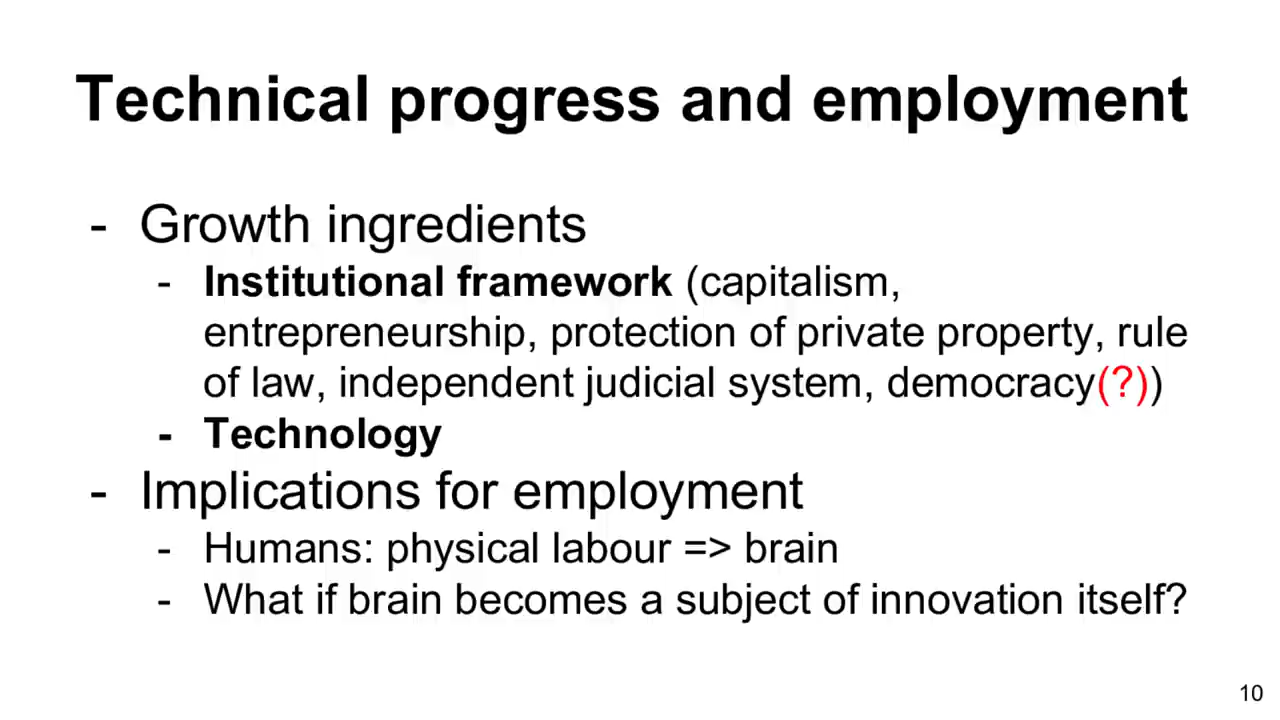 Technical progress and employment
- Growth ingredients
- Institutional framework (capitalism,
entrepreneurship, protection of private property, rule
of law, independent judicial system, democracy(?))
- Technology
- Implications for employment
- Humans: physical labour => brain
- What if brain becomes a subject of innovation itself?
10